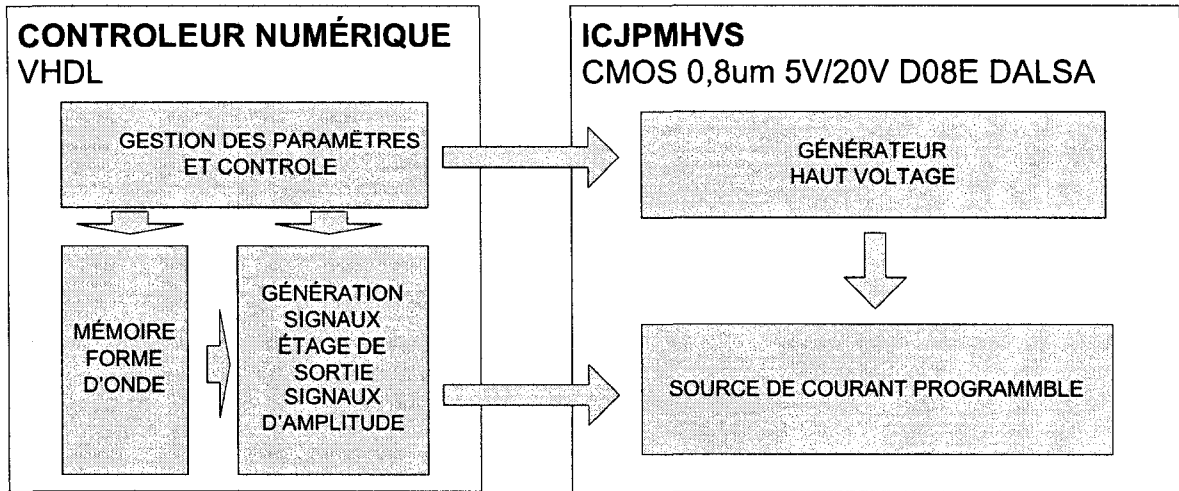 CONTROLEUR NUMÉRIQUE
VHDL
GESTION DES PARAMÈTRES
ET CONTROLE
MÉMOIRE
FORME
D'ONDE
GÉNÉRATION
SIGNAUX
ÉTAGE DE
SORTIE
SIGNAUX
D'AMPLITUDE
ICJPMHVS
CMOS 0,8um 5V/20V D08E DALSA
GÉNÉRATEUR
HAUT VOLTAGE
SOURCE DE COURANT PROGRAMMBLE